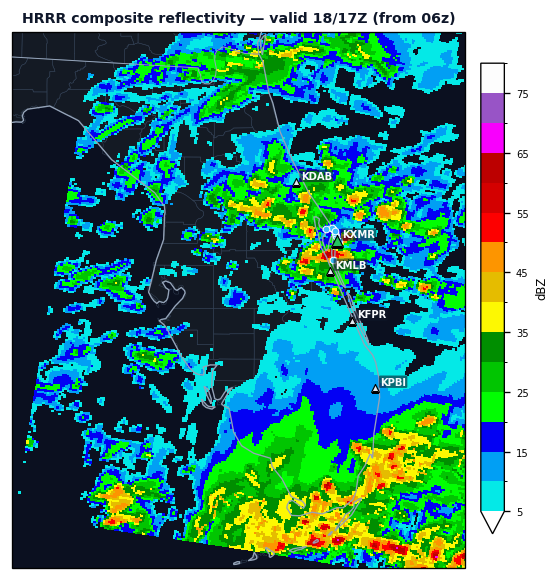 HRRR composite reflectivity — valid 18/17Z (from 06z)
75
65
55
45
35
25
15
5
dBZ
KDAB
KXMR
KMLB
KFPR
KPBI